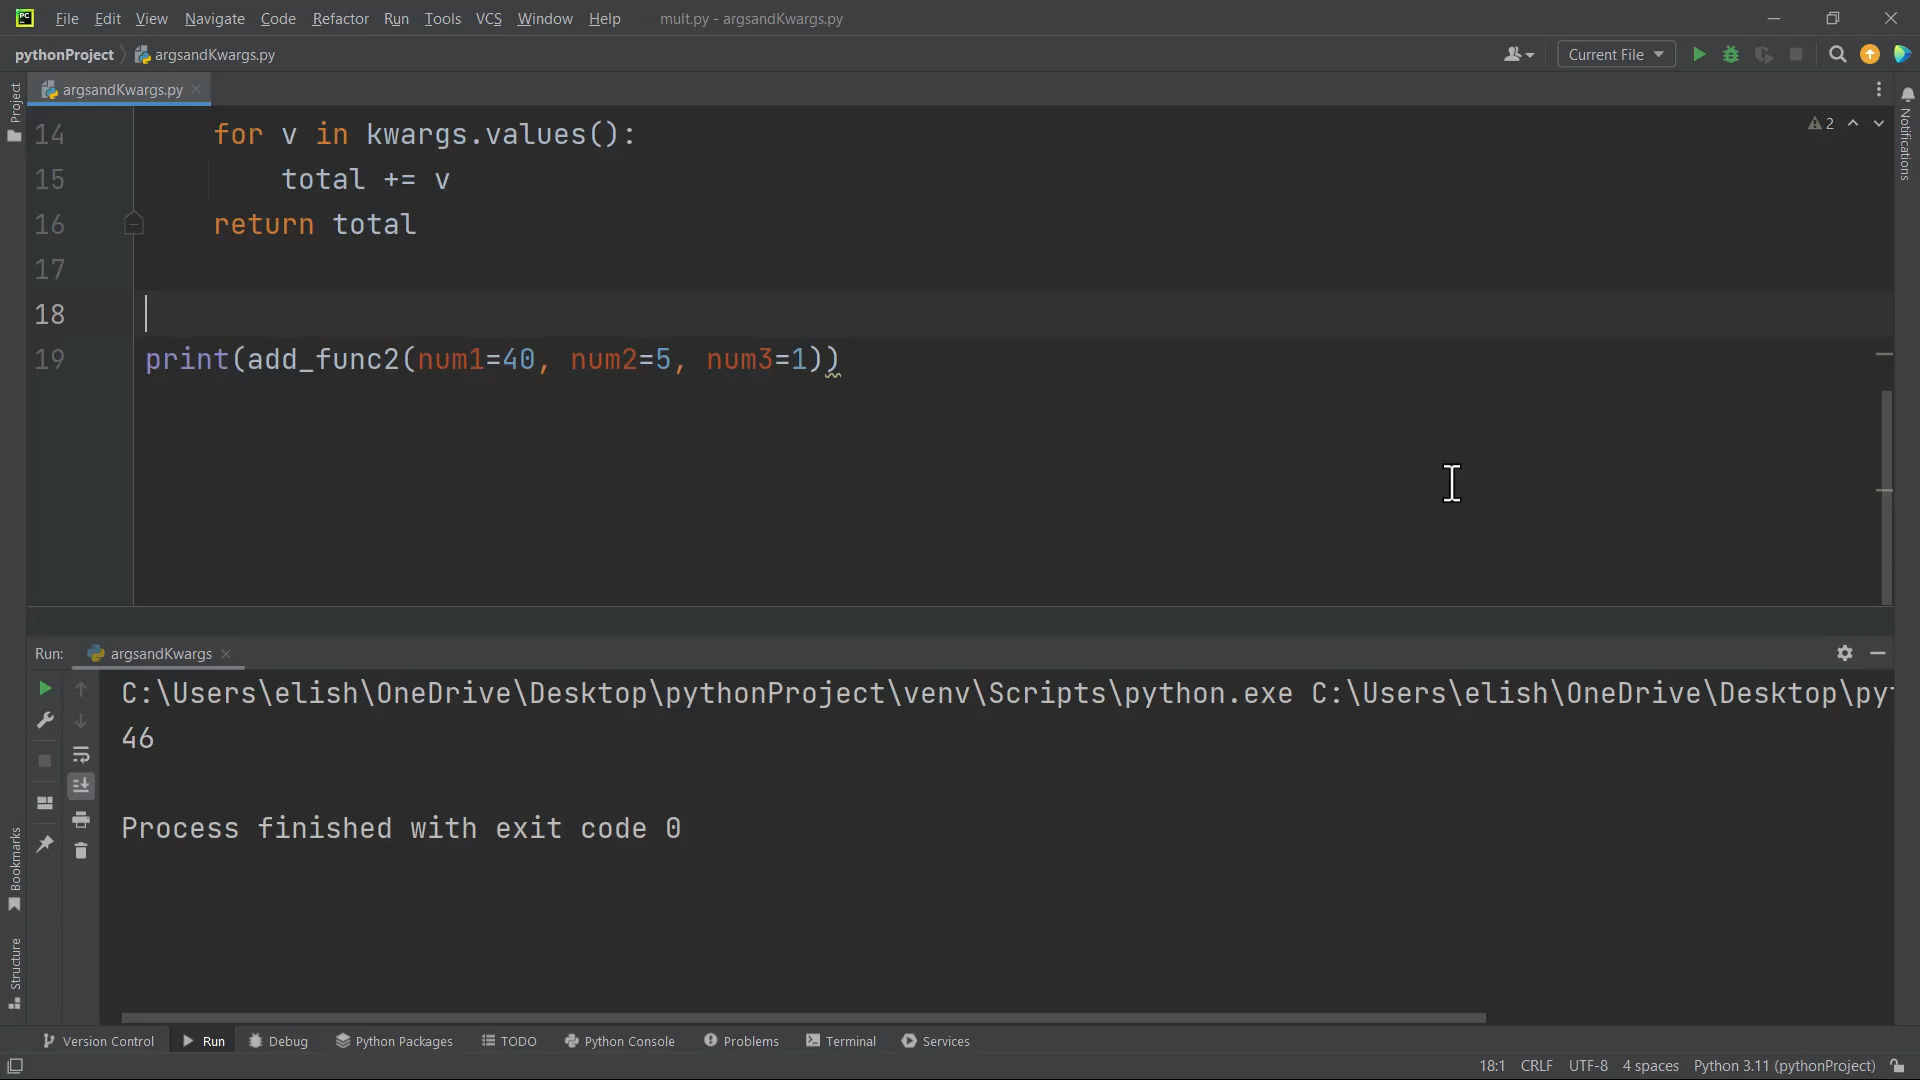 PC
File Edit View Navigate Code Refactor Run Tools VCS Window Help mult.py - argsandKwargs.py
pythonProject argsandKwargs.py Current File
Project
argsandKwargs.py
Notifications
2
14 for v in kwargs.values():
15 total += v
16 return total
17
18
19 print(add_func2(num1=40, num2=5, num3=1))
Run: argsandKwargs
C:\Users\elish\OneDrive\Desktop\pythonProject\venv\Scripts\python.exe C:\Users\elish\OneDrive\Desktop\py
46
Process finished with exit code 0
Bookmarks
Structure
Version Control Run Debug Python Packages TODO Python Console Problems Terminal Services
18:1 CRLF UTF-8 4 spaces Python 3.11 (pythonProject)